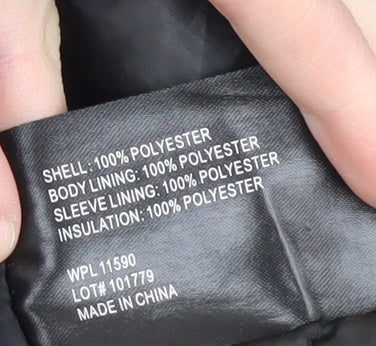 SHELL: 100% POLYESTER
BODY LINING: 100% POLYESTER
SLEEVE LINING: 100% POLYESTER
INSULATION: 100% POLYESTER
WPL 11590
LOT# 101779
MADE IN CHINA